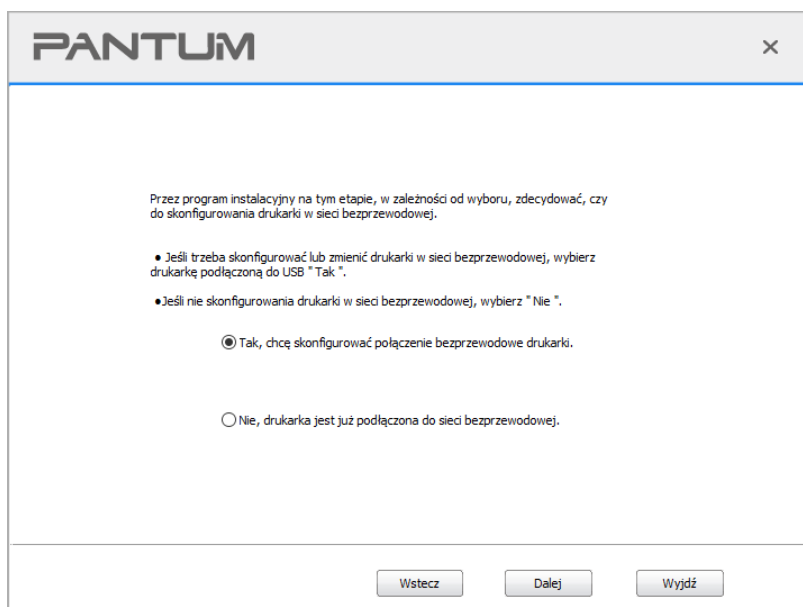 PANTUM
Przez program instalacyjny na tym etapie, w zależności od wyboru, zdecydować, czy
do skonfigurowania drukarki w sieci bezprzewodowej.
● Jeśli trzeba skonfigurować lub zmienić drukarki w sieci bezprzewodowej, wybierz
drukarkę podłączoną do USB " Tak ".
●Jeśli nie skonfigurowania drukarki w sieci bezprzewodowej, wybierz " Nie ".
Tak, chcę skonfigurować połączenie bezprzewodowe drukarki.
Nie, drukarka jest już podłączona do sieci bezprzewodowej.
Wstecz Dalej Wyjdź